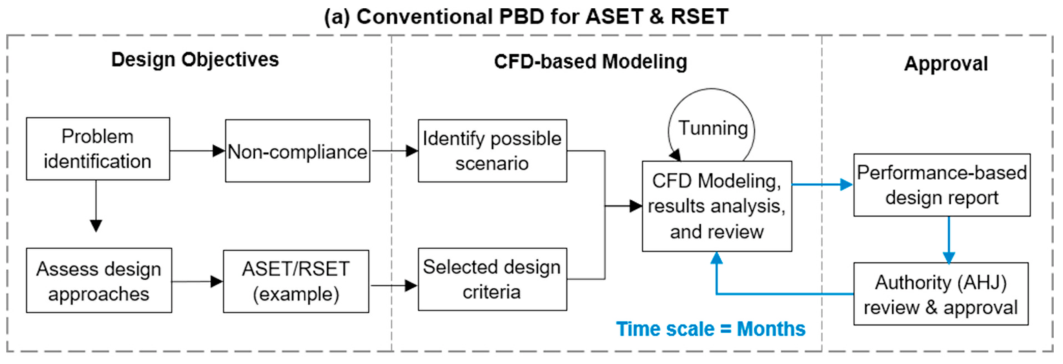 (a) Conventional PBD for ASET & RSET
Design Objectives
Problem
identification
Non-compliance
Assess design
approaches
ASET/RSET
(example)
CFD-based Modeling
Identify possible
scenario
Selected design
criteria
Tunning
CFD Modeling,
results analysis,
and review
Time scale = Months
Approval
Performance-based
design report
Authority (AHJ)
review & approval